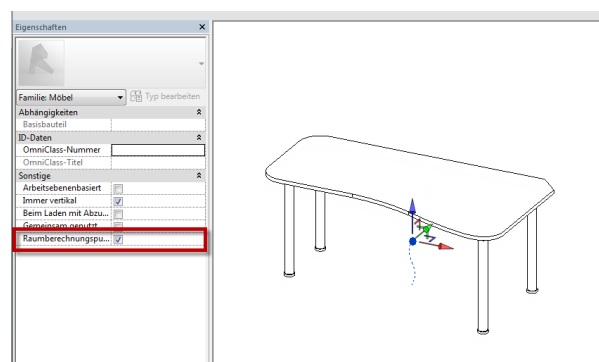 Eigenschaften
Familie: Möbel
Typ bearbeiten
Abhängigkeiten
Basisbauteil
ID-Daten
OmniClass-Nummer
OmniClass-Titel
Sonstige
Arbeitsebenenbasiert
Immer vertikal
Beim Laden mit Abzu...
Gemeinsam genutzt
Raumberechnungspu...